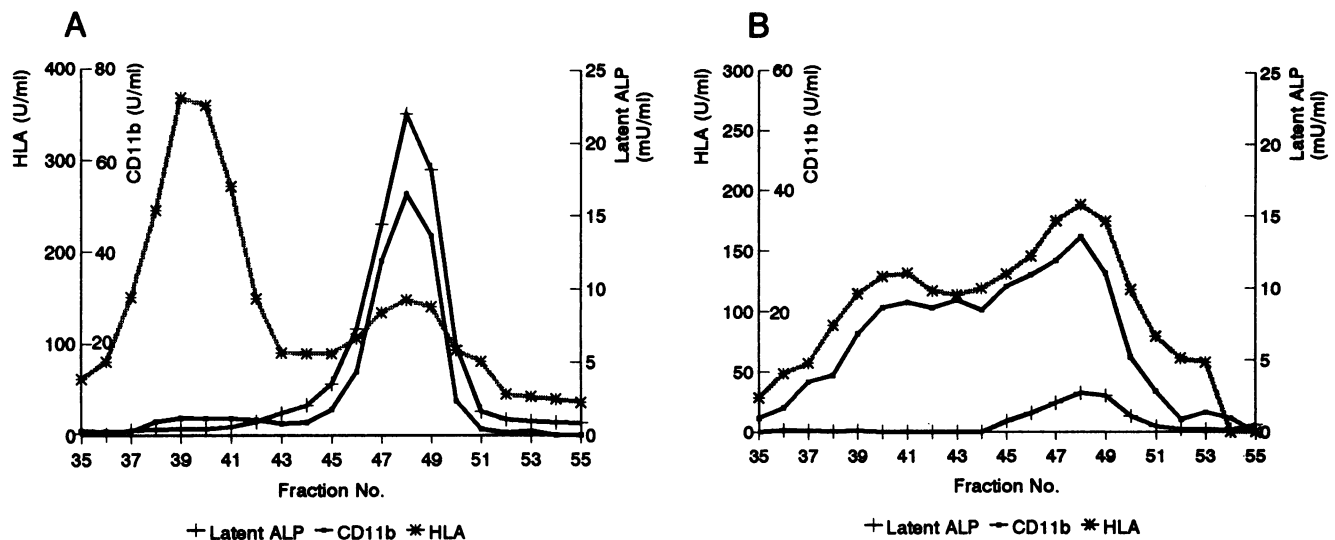 A
HLA (U/ml)
400
300
200
100
0
80
60
40
20
CD11b (U/ml)
25
20
15
10
5
0
Latent ALP
(mU/ml)
35 37 39 41 43 45 47 49 51 53 55
Fraction No.
Latent ALP CD11b HLA
B
HLA (U/ml)
300
250
200
150
100
50
0
60
40
20
CD11b (U/ml)
25
20
15
10
5
0
Latent ALP
(mU/ml)
35 37 39 41 43 45 47 49 51 53 55
Fraction No.
Latent ALP CD11b HLA